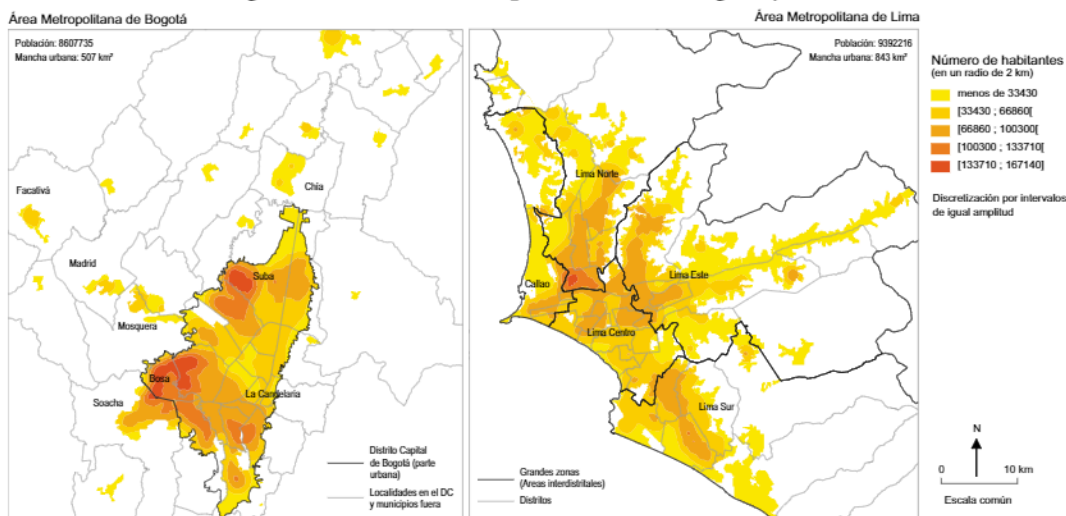 Área Metropolitana de Bogotá
Población: 8607735
Mancha urbana: 507 km²
Facativá
Chía
Madrid
Suba
Mosquera
Bosa
La Candelaria
Soacha
Distrito Capital
de Bogotá (parte
urbana)
Localidades en el DC
y municipios fuera
Área Metropolitana de Lima
Población: 9392216
Mancha urbana: 843 km²
Lima Norte
Callao
Lima Este
Lima Centro
Lima Sur
Grandes zonas
(Áreas interdistritales)
Distritos
Número de habitantes
(en un radio de 2 km)
menos de 33430
[33430 ; 66860[
[66860 ; 100300[
[100300 ; 133710[
[133710 ; 167140]
Discretización por intervalos
de igual amplitud
N
0 10 km
Escala común